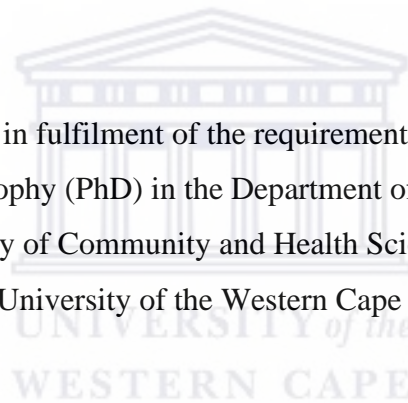 in fulfilment of the requirement
ophy (PhD) in the Department of
y of Community and Health Sci
University of the Western Cape
UNIVERSITY of the
WESTERN CAPE